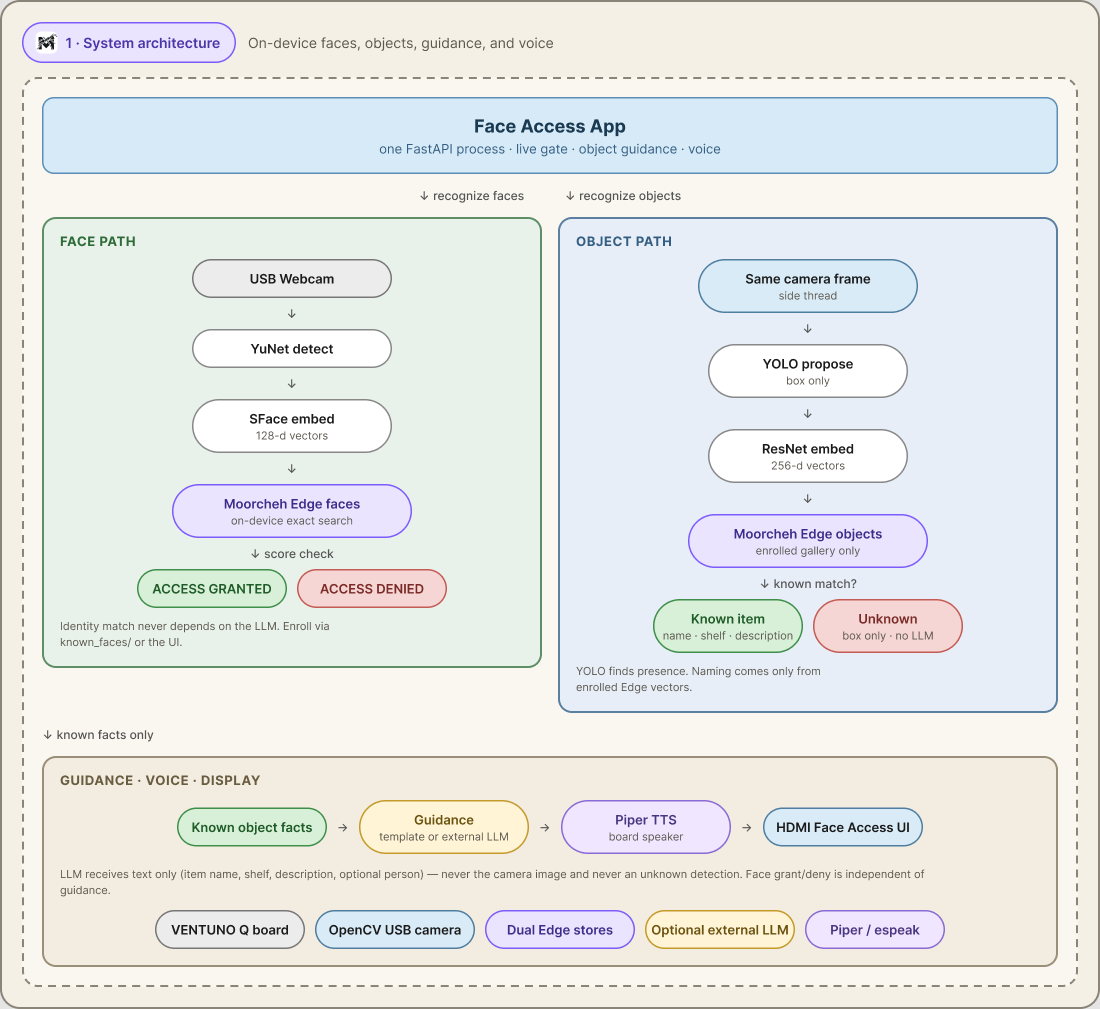 1 · System architecture
On-device faces, objects, guidance, and voice
Face Access App
one FastAPI process · live gate · object guidance · voice
↓ recognize faces
↓ recognize objects
FACE PATH
USB Webcam
↓
YuNet detect
↓
SFace embed
128-d vectors
↓
Moorcheh Edge faces
on-device exact search
↓ score check
ACCESS GRANTED
ACCESS DENIED
Identity match never depends on the LLM. Enroll via
known_faces/ or the UI.
OBJECT PATH
Same camera frame
side thread
↓
YOLO propose
box only
↓
ResNet embed
256-d vectors
↓
Moorcheh Edge objects
enrolled gallery only
↓ known match?
Known item
name · shelf · description
Unknown
box only · no LLM
YOLO finds presence. Naming comes only from
enrolled Edge vectors.
↓ known facts only
GUIDANCE · VOICE · DISPLAY
Known object facts
→
Guidance
template or external LLM
→
Piper TTS
board speaker
→
HDMI Face Access UI
LLM receives text only (item name, shelf, description, optional person) — never the camera image and never an unknown detection. Face grant/deny is independent of
guidance.
VENTUNO Q board
OpenCV USB camera
Dual Edge stores
Optional external LLM
Piper / espeak